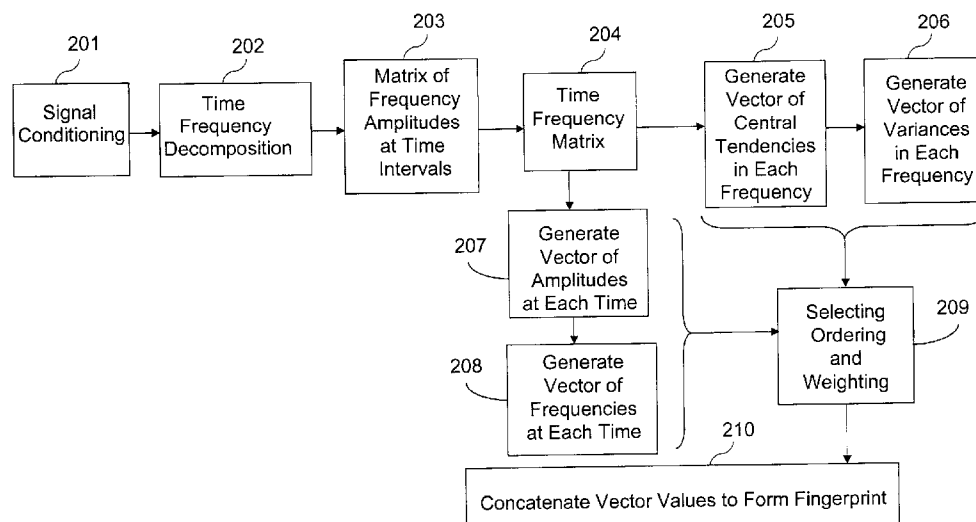 201
Signal
Conditioning
202
Time
Frequency
Decomposition
203
Matrix of
Frequency
Amplitudes
at Time
Intervals
204
Time
Frequency
Matrix
205
Generate
Vector of
Central
Tendencies
in Each
Frequency
206
Generate
Vector of
Variances
in Each
Frequency
207
Generate
Vector of
Amplitudes
at Each Time
208
Generate
Vector of
Frequencies
at Each Time
Selecting
Ordering
and
Weighting
209
210
Concatenate Vector Values to Form Fingerprint